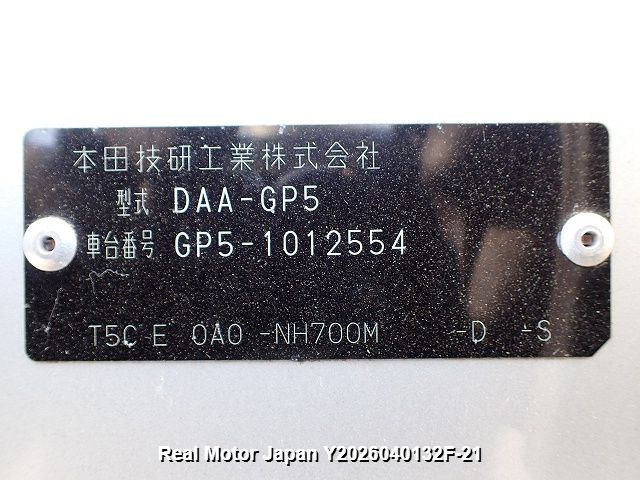 本田技研工業株式会社
型式 DAA-GP5
車台番号 GP5-1012554
T5C E 0A0 -NH700M -D -S
Real Motor Japan Y2026040132F-21